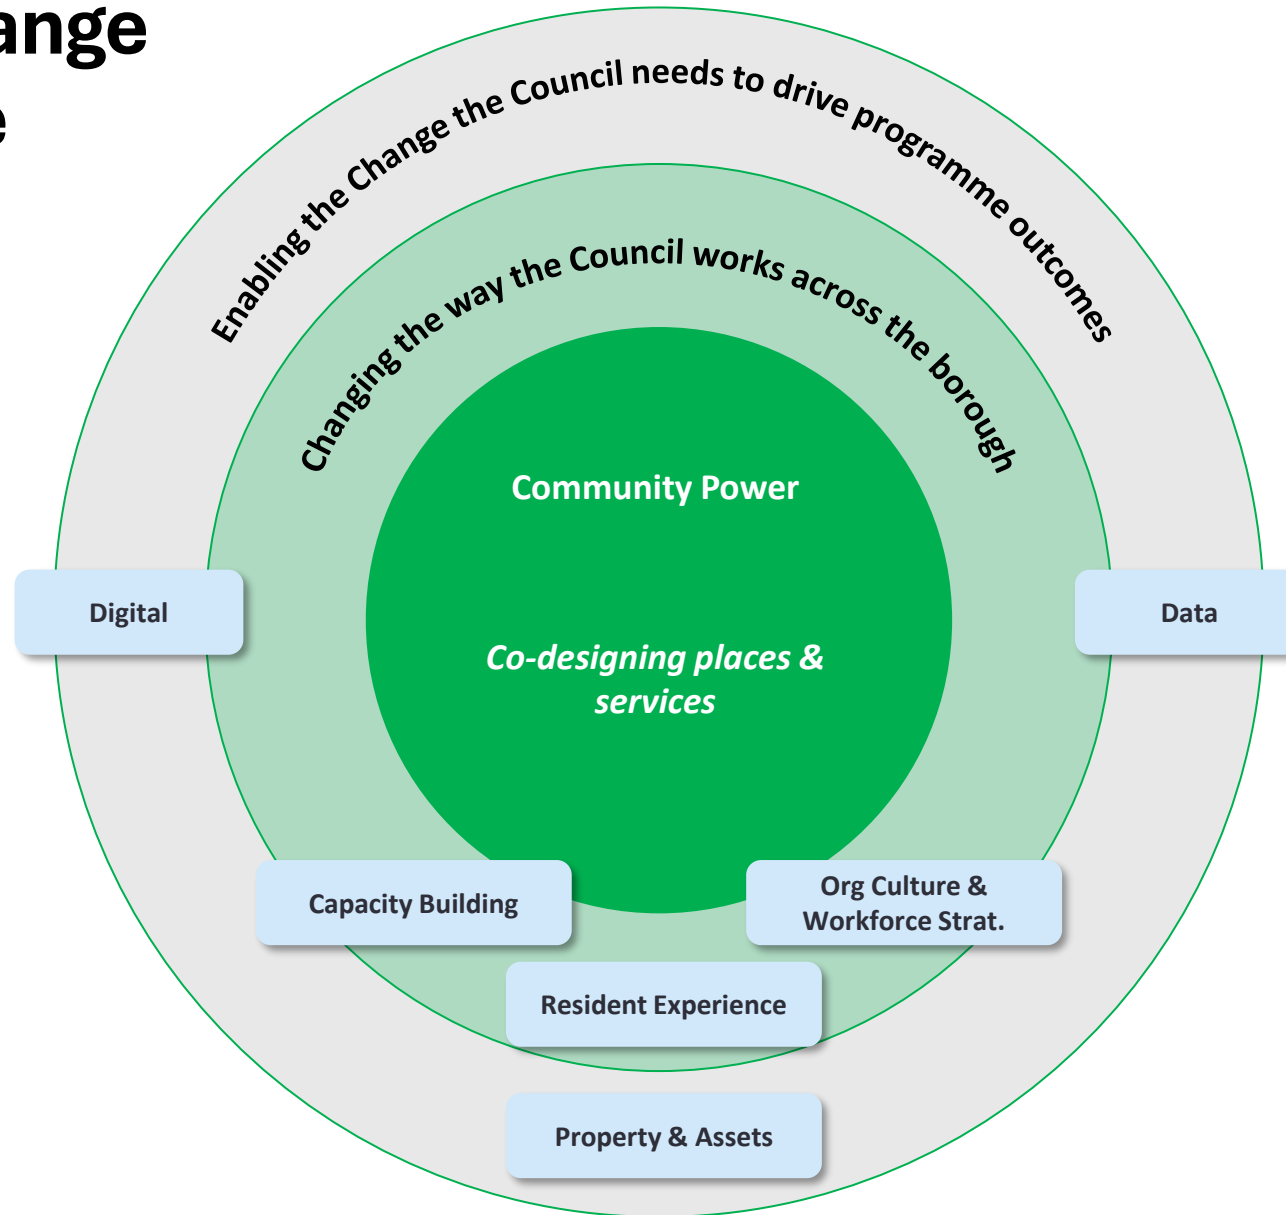 ange
e
Enabling the Change the Council needs to drive programme outcomes
Changing the way the Council works across the borough
Community Power
Co-designing places &
services
Digital
Data
Capacity Building
Org Culture &
Workforce Strat.
Resident Experience
Property & Assets